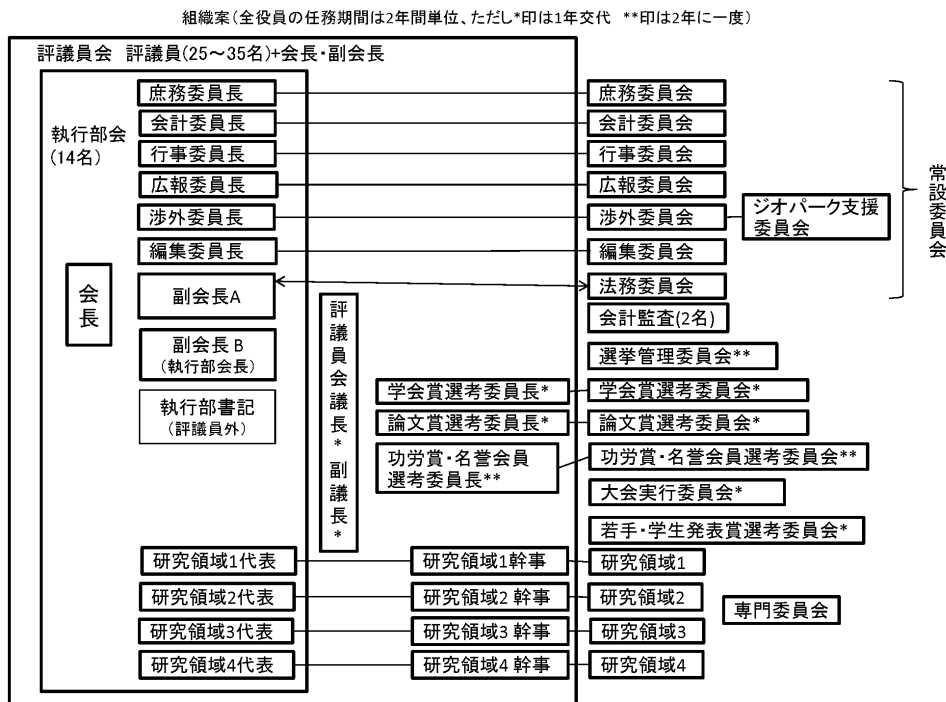 組織案（全役員の任務期間は2年間単位、ただし*印は1年交代 **印は2年に一度）
評議員会 評議員(25～35名)+会長・副会長
執行部会
(14名)
会長
庶務委員長
会計委員長
行事委員長
広報委員長
渉外委員長
編集委員長
副会長A
副会長 B
(執行部会長)
執行部書記
(評議員外)
研究領域1代表
研究領域2代表
研究領域3代表
研究領域4代表
評議員会議長* 副議長*
学会賞選考委員長*
論文賞選考委員長*
功労賞・名誉会員
選考委員長**
研究領域1幹事
研究領域2 幹事
研究領域3 幹事
研究領域4 幹事
庶務委員会
会計委員会
行事委員会
広報委員会
渉外委員会
編集委員会
法務委員会
会計監査(2名)
選挙管理委員会**
学会賞選考委員会*
論文賞選考委員会*
功労賞・名誉会員選考委員会**
大会実行委員会*
若手・学生発表賞選考委員会*
研究領域1
研究領域2
研究領域3
研究領域4
ジオパーク支援
委員会
専門委員会
常設委員会